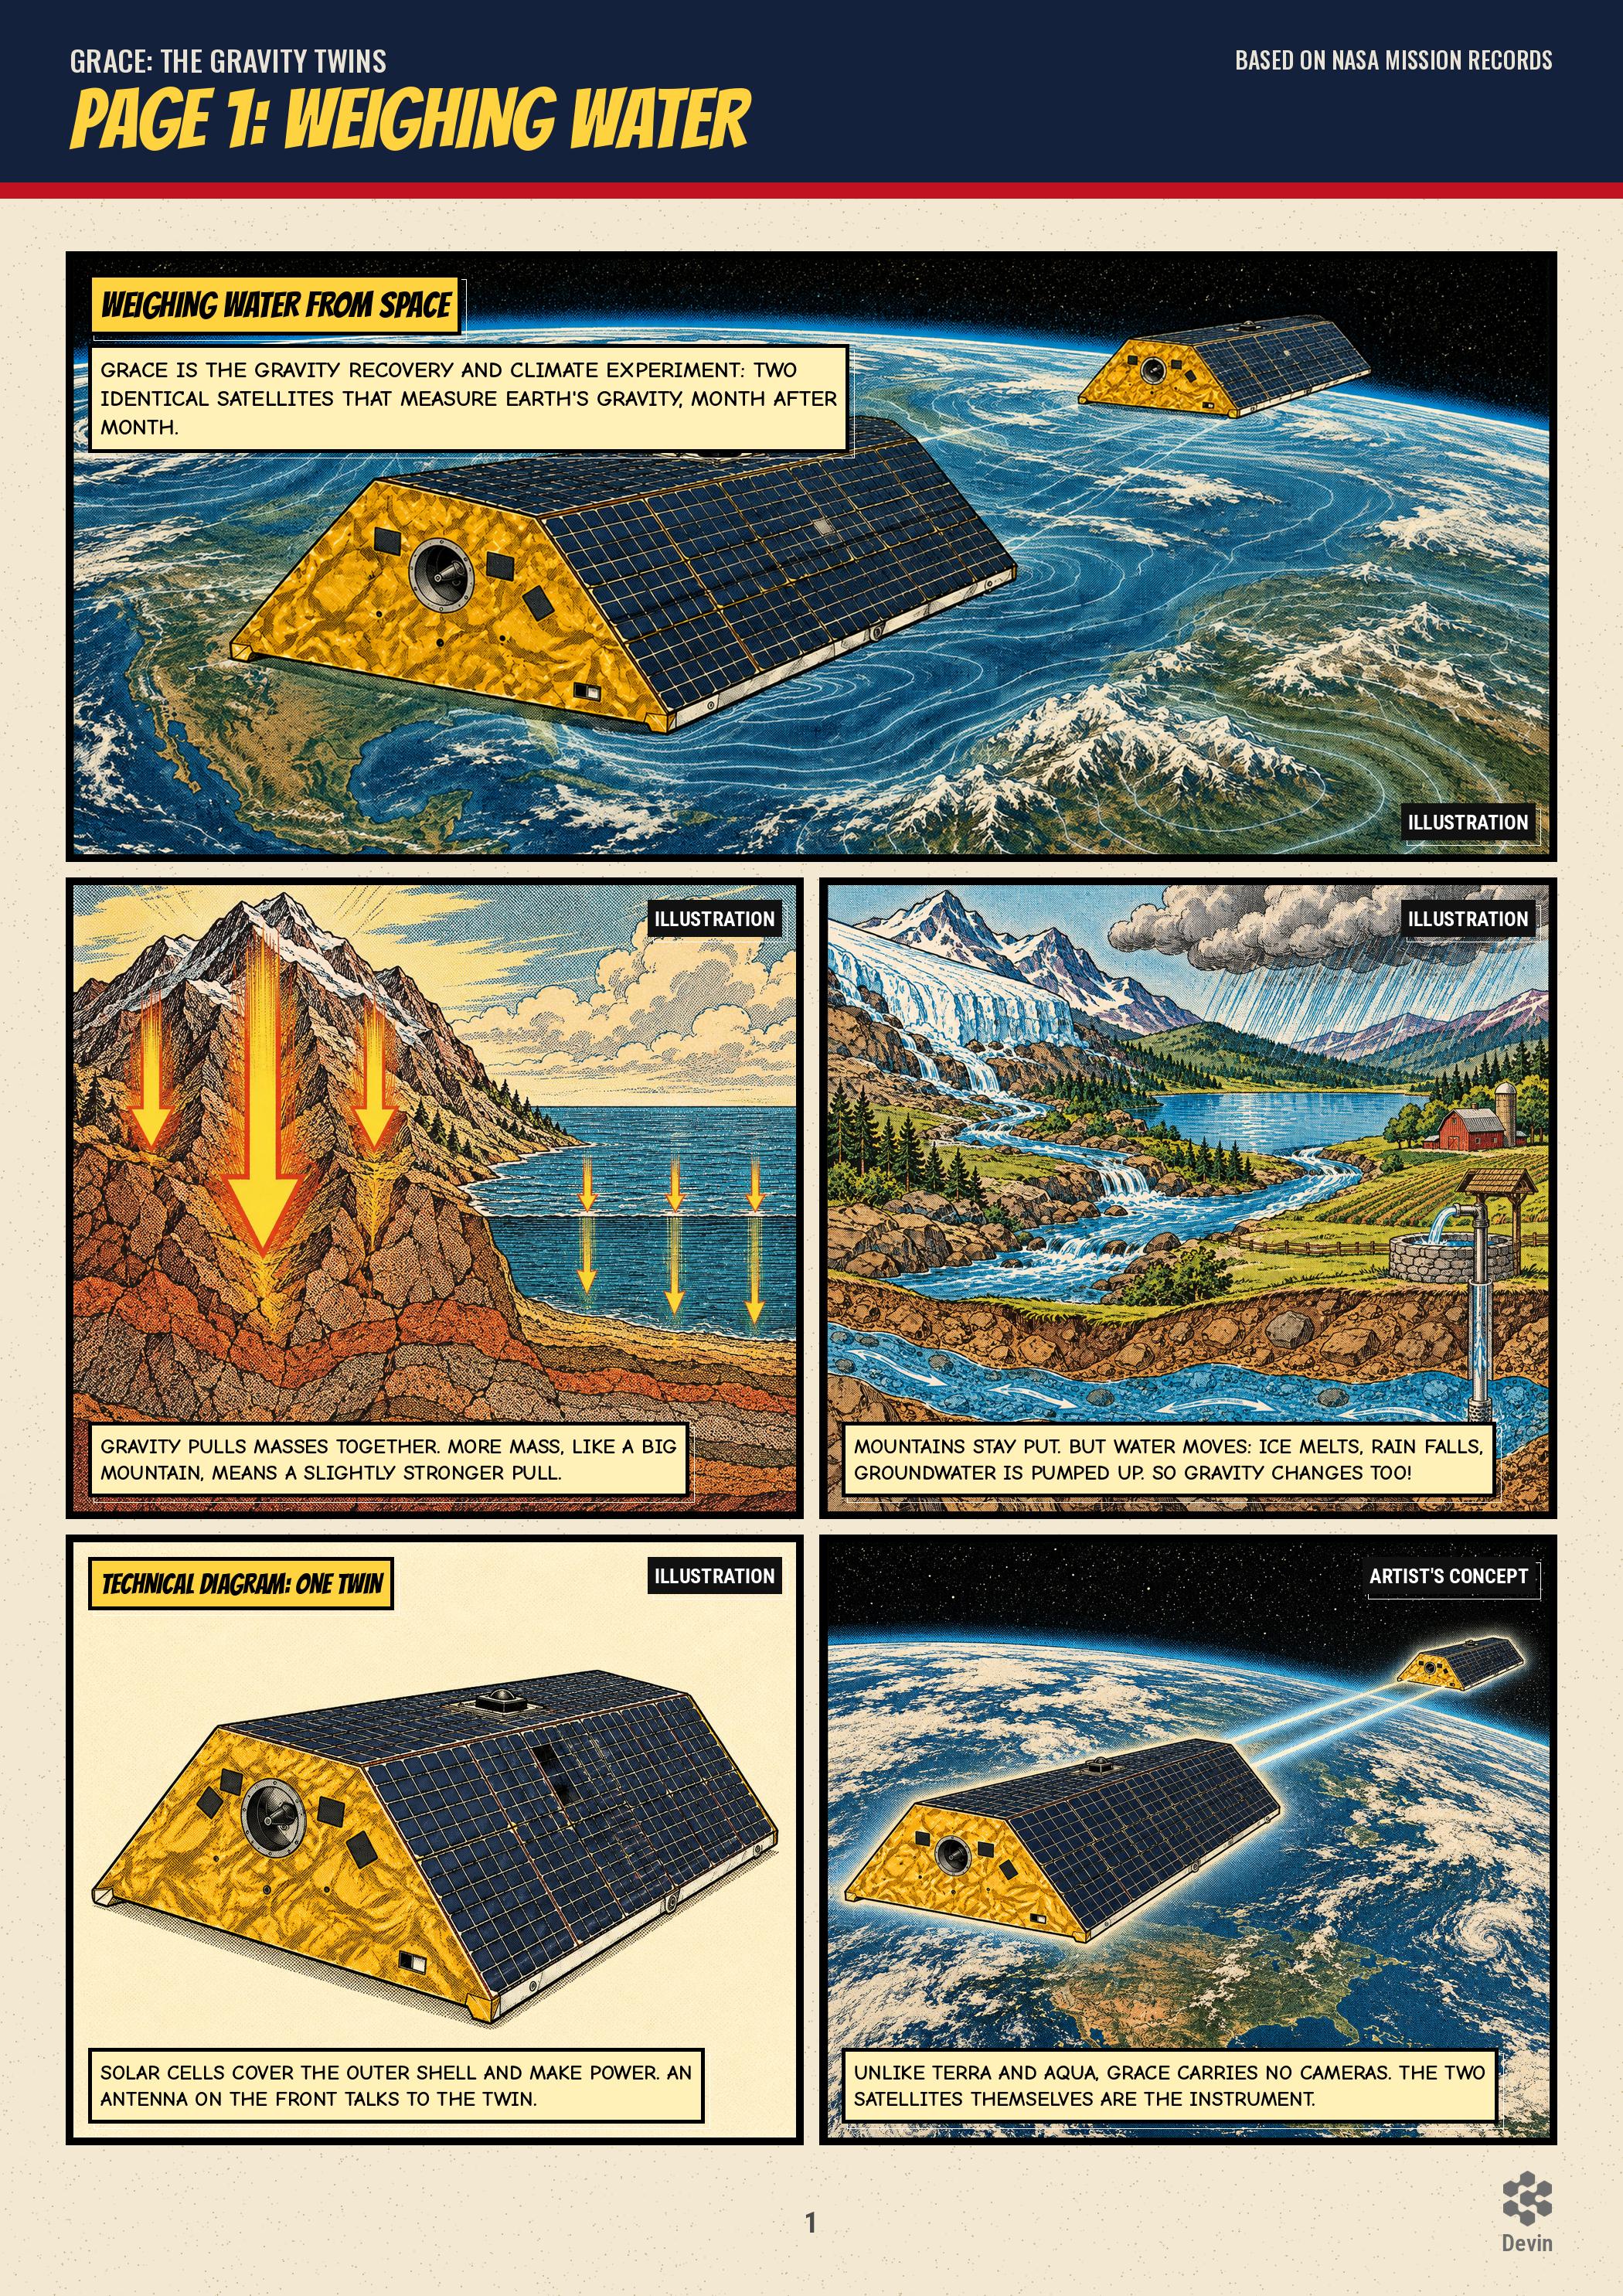 GRACE: THE GRAVITY TWINS
BASED ON NASA MISSION RECORDS
PAGE 1: WEIGHING WATER
WEIGHING WATER FROM SPACE
GRACE IS THE GRAVITY RECOVERY AND CLIMATE EXPERIMENT: TWO
IDENTICAL SATELLITES THAT MEASURE EARTH'S GRAVITY, MONTH AFTER
MONTH.
ILLUSTRATION
ILLUSTRATION
GRAVITY PULLS MASSES TOGETHER. MORE MASS, LIKE A BIG
MOUNTAIN, MEANS A SLIGHTLY STRONGER PULL.
ILLUSTRATION
MOUNTAINS STAY PUT. BUT WATER MOVES: ICE MELTS, RAIN FALLS,
GROUNDWATER IS PUMPED UP. SO GRAVITY CHANGES TOO!
TECHNICAL DIAGRAM: ONE TWIN
ILLUSTRATION
SOLAR CELLS COVER THE OUTER SHELL AND MAKE POWER. AN
ANTENNA ON THE FRONT TALKS TO THE TWIN.
ARTIST'S CONCEPT
UNLIKE TERRA AND AQUA, GRACE CARRIES NO CAMERAS. THE TWO
SATELLITES THEMSELVES ARE THE INSTRUMENT.
1
Devin